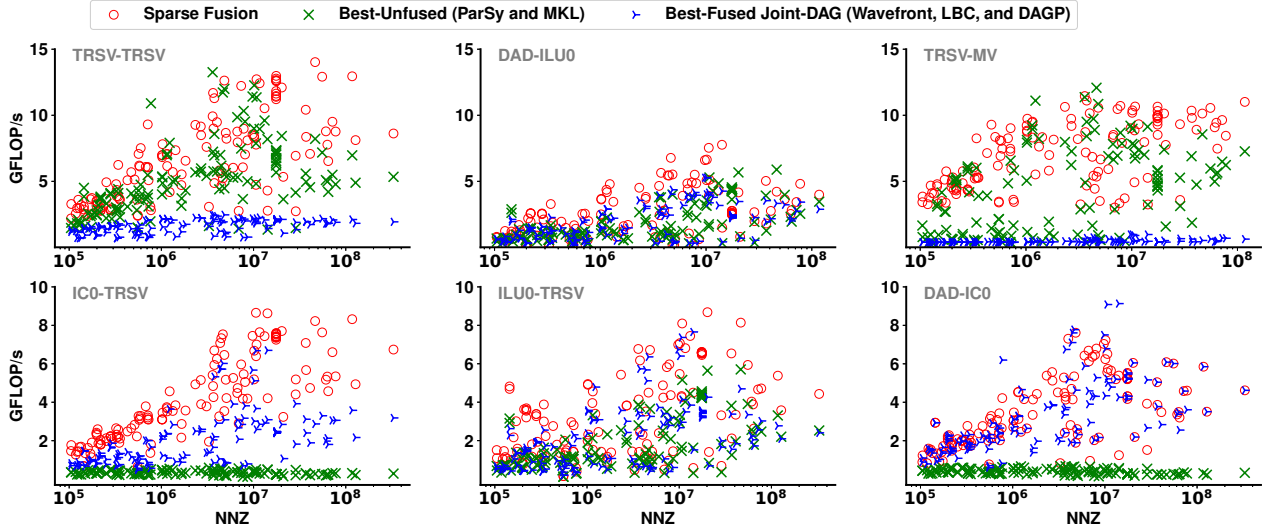 Sparse Fusion Best-Unfused (ParSy and MKL) Best-Fused Joint-DAG (Wavefront, LBC, and DAGP)
TRSV-TRSV DAD-ILU0 TRSV-MV
15 15 15
10 10 10
5 5 5
GFLOP/s
10⁵ 10⁶ 10⁷ 10⁸ 10⁵ 10⁶ 10⁷ 10⁸ 10⁵ 10⁶ 10⁷ 10⁸
IC0-TRSV ILU0-TRSV DAD-IC0
10 10 10
8 8 8
6 6 6
4 4 4
2 2 2
GFLOP/s
10⁵ 10⁶ 10⁷ 10⁸ 10⁵ 10⁶ 10⁷ 10⁸ 10⁵ 10⁶ 10⁷ 10⁸
NNZ NNZ NNZ